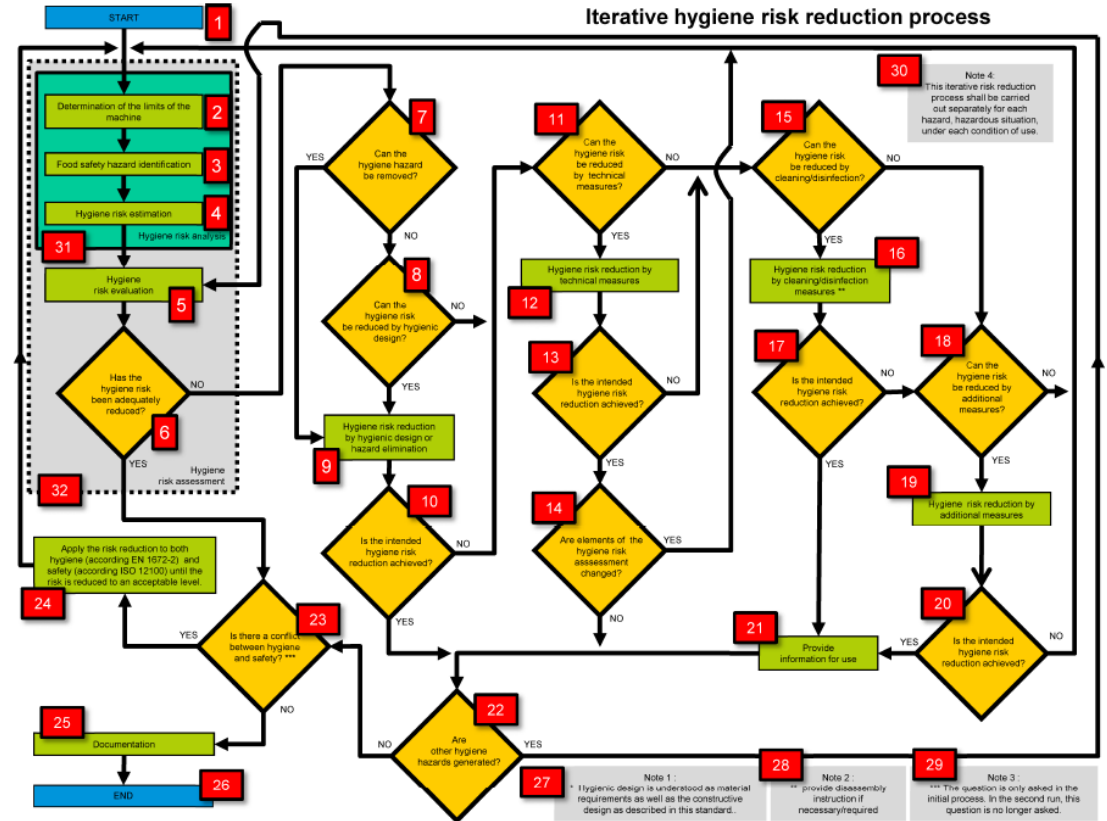 Iterative hygiene risk reduction process
START
1
Determination of the limits of the
machine
2
Food safety hazard identification
3
Hygiene risk estimation
4
Hygiene risk analysis
31
Hygiene
risk evaluation
5
Has the
hygiene risk
been adequately
reduced?
6
NO
YES
Hygiene
risk assessment
32
7
Can the
hygiene hazard
be removed?
YES
NO
8
Can the
hygiene risk
be reduced by hygienic
design?
NO
YES
Hygiene risk reduction
by hygienic design or
hazard elimination
9
10
Is the intended
hygiene risk
reduction achieved?
NO
YES
11
Can the
hygiene risk
be reduced
by technical
measures?
NO
YES
Hygiene risk reduction by
technical measures
12
13
Is the intended
hygiene risk
reduction achieved?
NO
YES
14
Are elements of the
hygiene risk
asssessment
changed?
YES
NO
15
Can the
hygiene risk
be reduced by
cleaning/disinfection?
NO
YES
16
Hygiene risk reduction
by cleaning/disinfection
measures **
17
Is the intended
hygiene risk
reduction achieved?
NO
YES
18
Can the
hygiene risk
be reduced by
additional
measures?
NO
YES
19
Hygiene risk reduction by
additional measures
20
Is the intended
hygiene risk
reduction achieved?
NO
YES
21
Provide
information for use
22
Are
other hygiene
hazards generated?
NO
YES
23
Is there a conflict
between hygiene
and safety? ***
YES
NO
Apply the risk reduction to both
hygiene (according EN 1672-2) and
safety (according ISO 12100) until the
risk is reduced to an acceptable level.
24
25
Documentation
END
26
27
Note 1 :
* Hygienic design is understood as material
requirements as well as the constructive
design as described in this standard..
28
Note 2 :
** provide disassembly
instruction if
necessary/required
29
Note 3 :
*** The question is only asked in the
initial process. In the second run, this
question is no longer asked.
30
Note 4:
This iterative risk reduction
process shall be carried
out separately for each
hazard, hazardous situation,
under each condition of use.